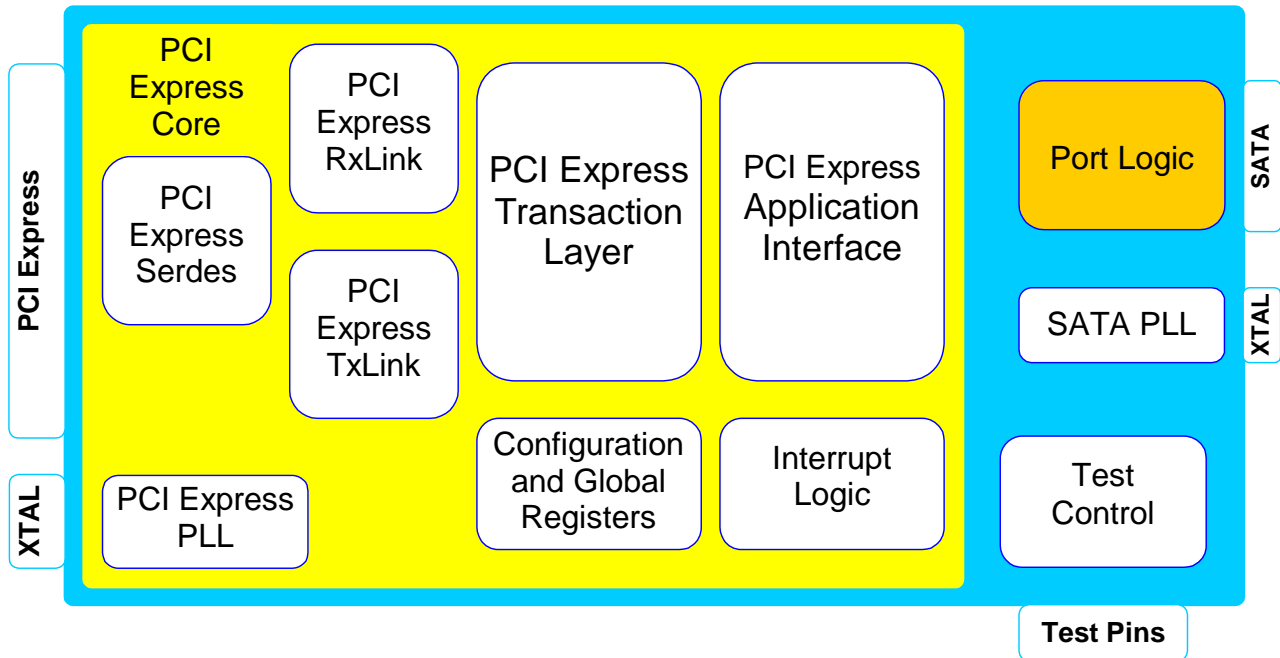 PCI Express
XTAL
PCI
Express
Core
PCI
Express
Serdes
PCI
Express
RxLink
PCI
Express
TxLink
PCI Express
PLL
PCI Express
Transaction
Layer
PCI Express
Application
Interface
Configuration
and Global
Registers
Interrupt
Logic
Port Logic
SATA PLL
Test
Control
SATA
XTAL
Test Pins